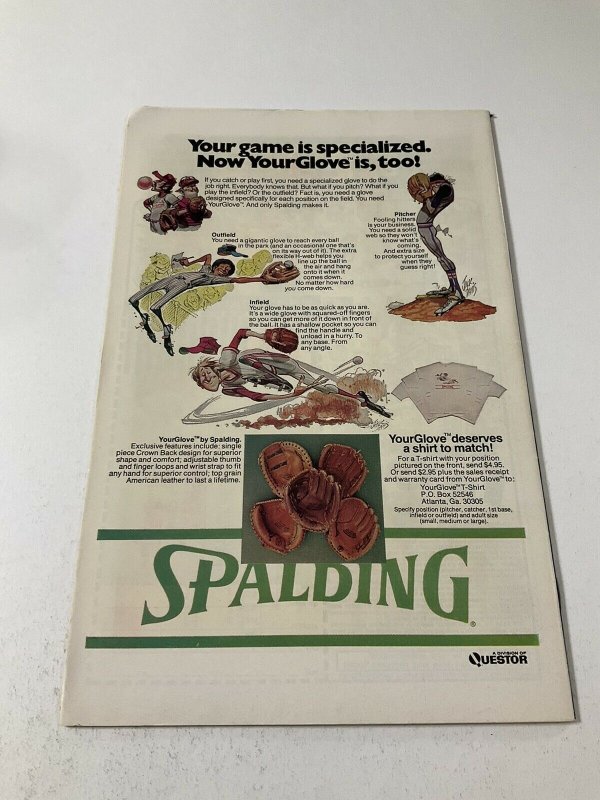 Your game is specialized.
Now YourGlove™ is, too!
If you catch or play first, you need a specialized glove to do the
job right. Everybody knows that. But what if you pitch? What if you
play the infield? Or the outfield? Fact is, you need a glove
designed specifically for each position on the field. You need
YourGlove™. And only Spalding makes it.
Pitcher
Fooling hitters
is your business.
You need a solid
web so they won't
know what's
coming.
And extra size
to protect yourself
when they
guess right!
Outfield
You need a gigantic glove to reach every ball
in the park (and an occasional one that's
on its way out of it). The extra
flexible H-web helps you
line up the ball in
the air and hang
onto it when it
comes down.
No matter how hard
you come down.
Infield
Your glove has to be as quick as you are.
It's a wide glove with squared-off fingers
so you can get more of it down in front of
the ball. It has a shallow pocket so you can
find the handle and
unload in a hurry. To
any base. From
any angle.
YourGlove™ by Spalding.
Exclusive features include: single
piece Crown Back design for superior
shape and comfort; adjustable thumb
and finger loops and wrist strap to fit
any hand for superior control; top grain
American leather to last a lifetime.
YourGlove™ deserves
a shirt to match!
For a T-shirt with your position
pictured on the front, send $4.95.
Or send $2.95 plus the sales receipt
and warranty card from YourGlove™ to:
YourGlove™ T-Shirt
P.O. Box 52546
Atlanta, Ga. 30305
Specify position (pitcher, catcher, 1st base,
infield or outfield) and adult size
(small, medium or large).
SPALDING®
A DIVISION OF
QUESTOR